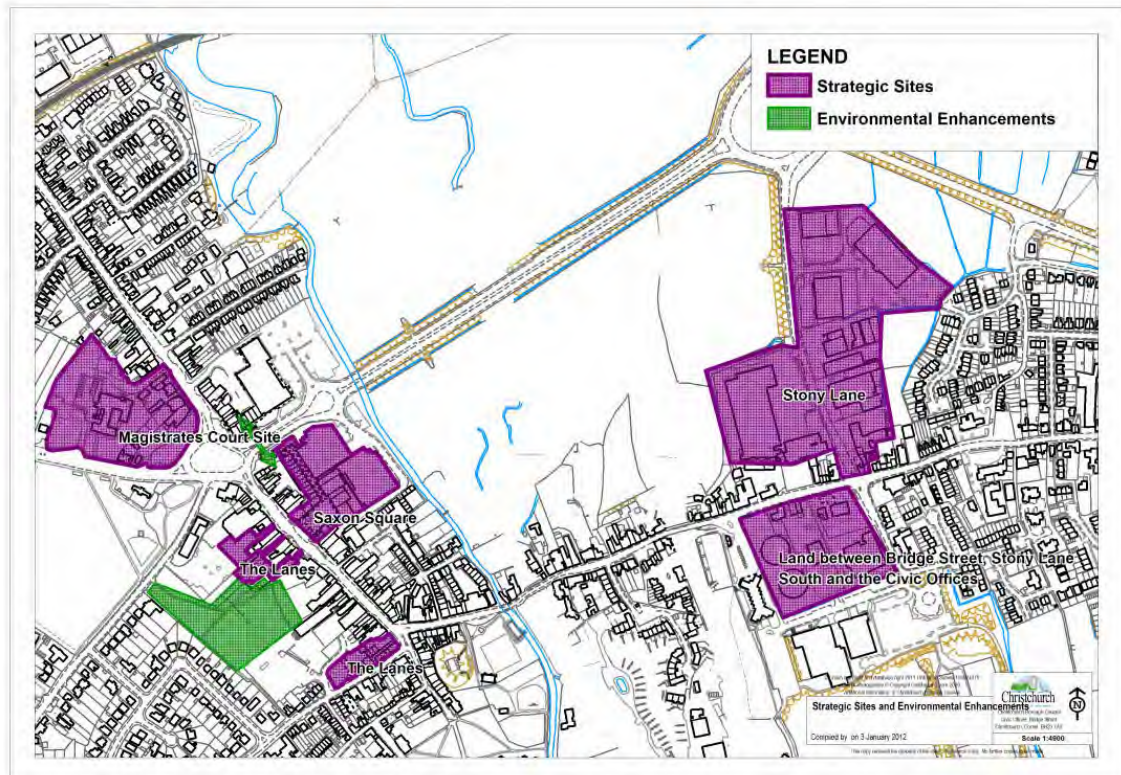 LEGEND
Strategic Sites
Environmental Enhancements
Stony Lane
Magistrates Court Site
Saxon Square
The Lanes
Land between Bridge Street, Stony Lane
South and the Civic Offices
The Lanes
Christchurch
N
Strategic Sites and Environmental Enhancements
Compiled by on 3 January 2012
Scale 1:4900